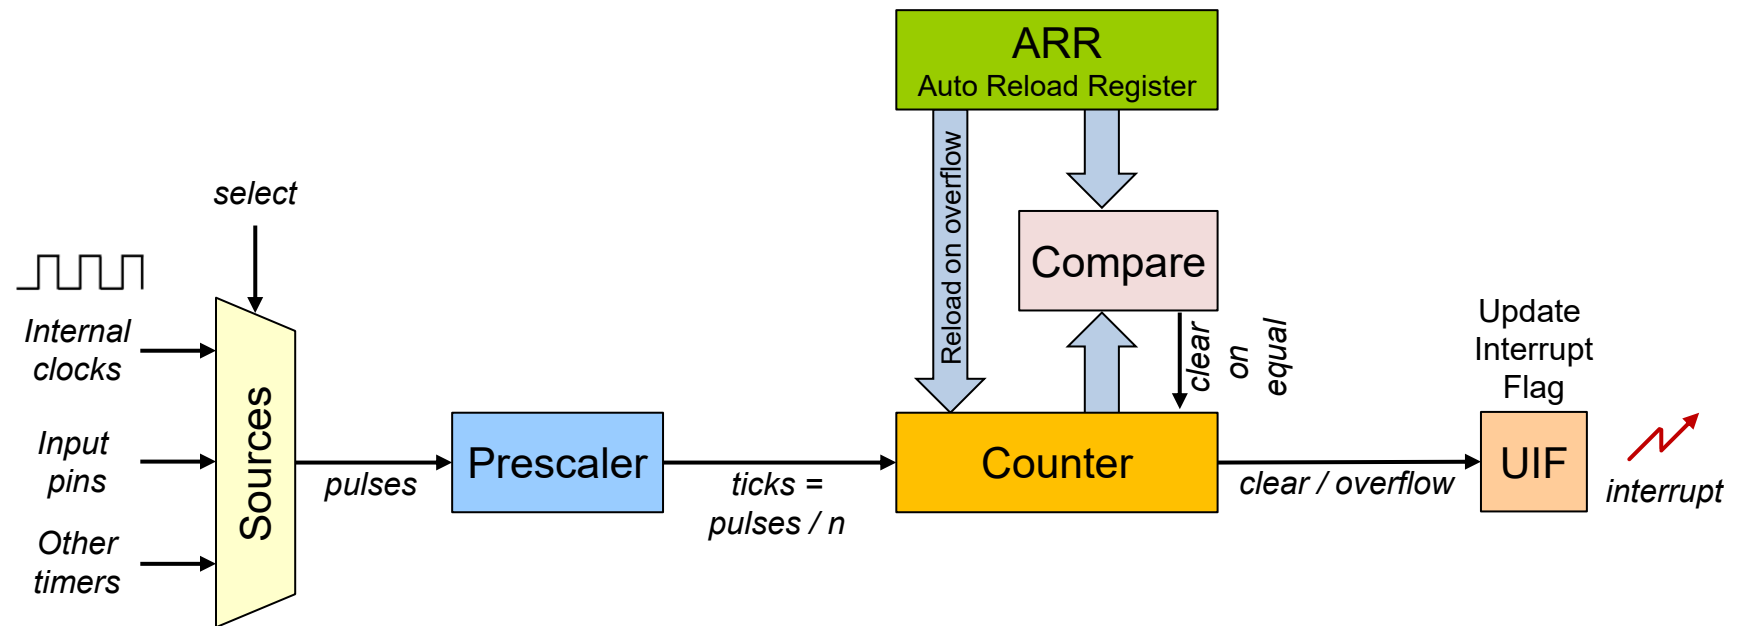 ARR
Auto Reload Register
Reload on overflow
select
Compare
clear
on
equal
Internal
clocks
Input
pins
Other
timers
Sources
pulses
Prescaler
ticks =
pulses / n
Counter
clear / overflow
Update
Interrupt
Flag
UIF
interrupt